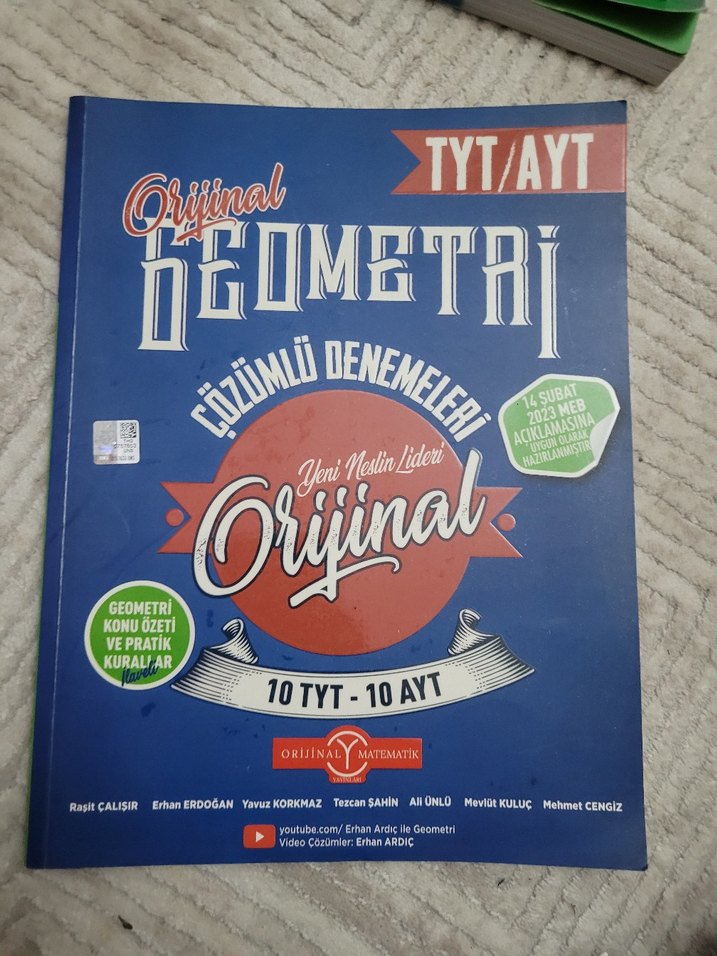 TYT/AYT
Orijinal
GEOMETRİ
ÇÖZÜMLÜ DENEMELERİ
14 ŞUBAT
2023 MEB
AÇIKLAMASINA
UYGUN OLARAK
HAZIRLANMIŞTIR
Yeni Neslin Lideri
Orijinal
GEOMETRİ
KONU ÖZETİ
VE PRATİK
KURALLAR
İlaveli
10 TYT - 10 AYT
ORİJİNAL MATEMATİK
YAYINLARI
Raşit ÇALIŞIR Erhan ERDOĞAN Yavuz KORKMAZ Tezcan ŞAHİN Ali ÜNLÜ Mevlüt KULUÇ Mehmet CENGİZ
youtube.com/ Erhan Ardıç ile Geometri
Video Çözümler: Erhan ARDIÇ